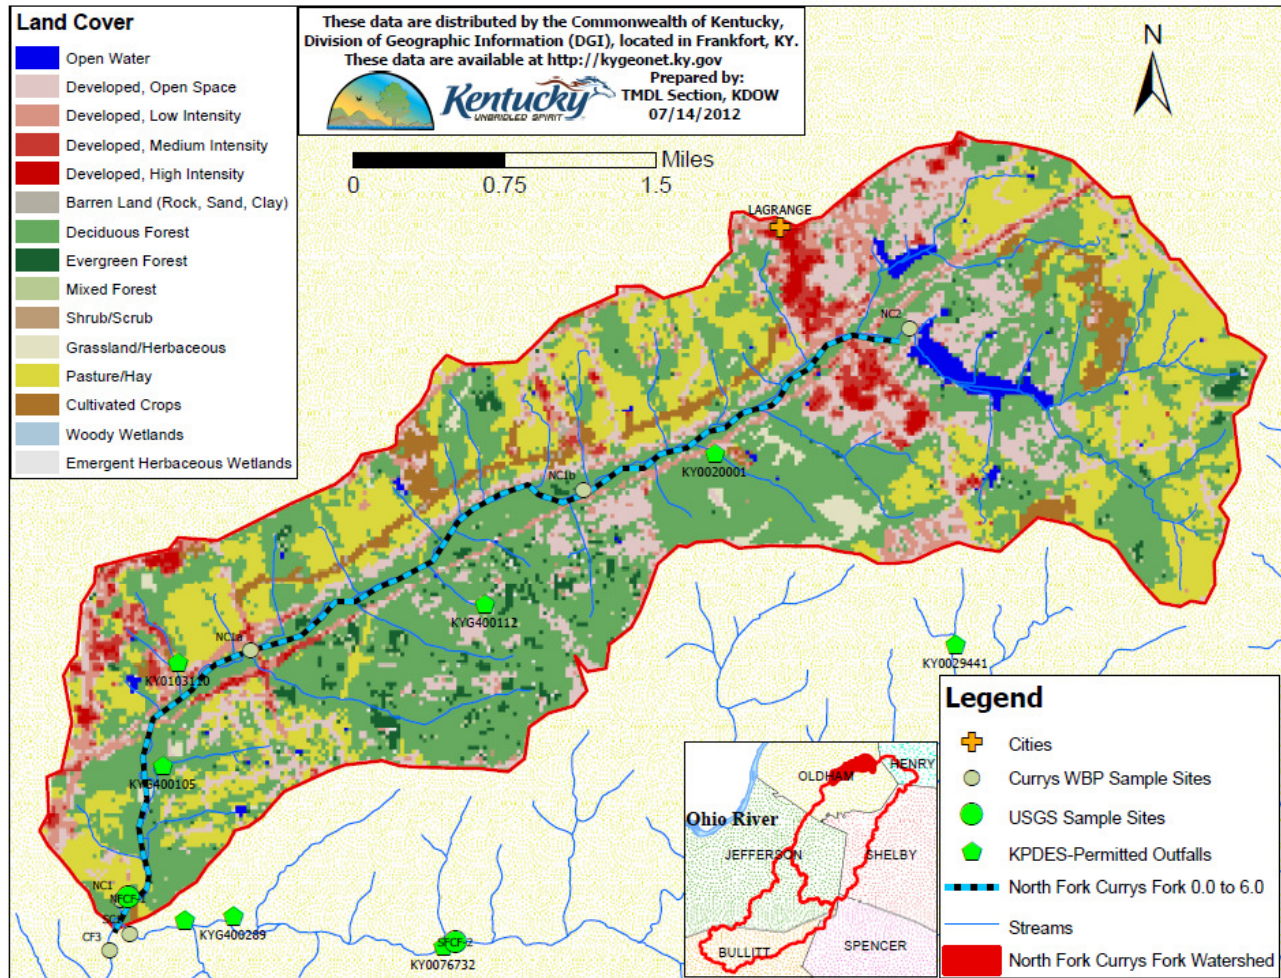 Land Cover
Open Water
Developed, Open Space
Developed, Low Intensity
Developed, Medium Intensity
Developed, High Intensity
Barren Land (Rock, Sand, Clay)
Deciduous Forest
Evergreen Forest
Mixed Forest
Shrub/Scrub
Grassland/Herbaceous
Pasture/Hay
Cultivated Crops
Woody Wetlands
Emergent Herbaceous Wetlands
These data are distributed by the Commonwealth of Kentucky,
Division of Geographic Information (DGI), located in Frankfort, KY.
These data are available at http://kygeonet.ky.gov
Kentucky
UNBRIDLED SPIRIT
Prepared by:
TMDL Section, KDOW
07/14/2012
N
Miles
0 0.75 1.5
LAGRANGE
NC2
KY0020001
NC1b
KYG400112
NC1a
KY0103110
KY0029441
KYG400105
NC1
NFCF-1
CF3
KYG400289
SFCF-2
KY0076732
Legend
Cities
Currys WBP Sample Sites
USGS Sample Sites
KPDES-Permitted Outfalls
North Fork Currys Fork 0.0 to 6.0
Streams
North Fork Currys Fork Watershed
HENRY
OLDHAM
Ohio River
JEFFERSON
SHELBY
BULLITT
SPENCER